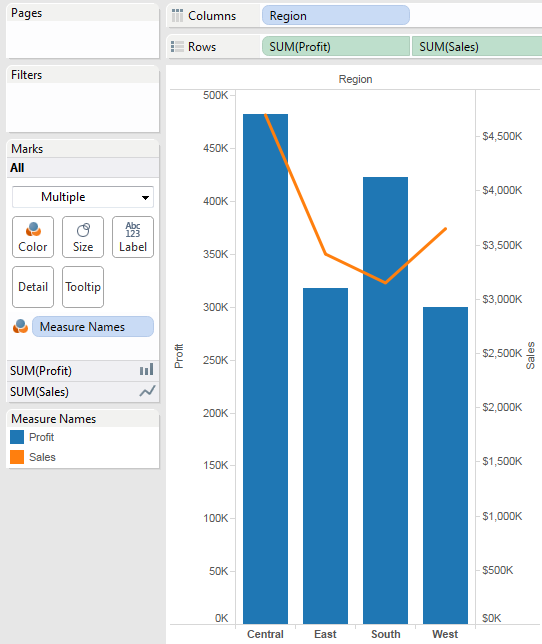 Pages
Columns
Region
Rows
SUM(Profit)
SUM(Sales)
Filters
Marks
All
Multiple
Color
Size
Abc
123
Label
Detail
Tooltip
Measure Names
SUM(Profit)
SUM(Sales)
Measure Names
Profit
Sales
Region
500K
450K
400K
350K
300K
250K
200K
150K
100K
50K
0K
Profit
$4,500K
$4,000K
$3,500K
$3,000K
$2,500K
$2,000K
$1,500K
$1,000K
$500K
$0K
Sales
Central East South West